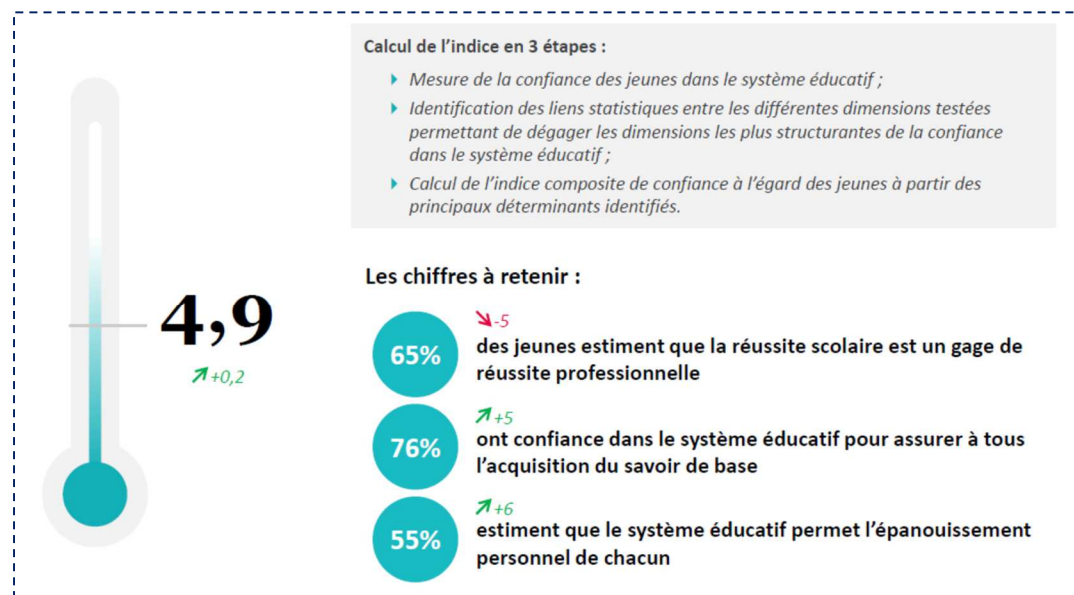 Calcul de l'indice en 3 étapes :
Mesure de la confiance des jeunes dans le système éducatif ;
Identification des liens statistiques entre les différentes dimensions testées
permettant de dégager les dimensions les plus structurantes de la confiance
dans le système éducatif ;
Calcul de l'indice composite de confiance à l'égard des jeunes à partir des
principaux déterminants identifiés.
4,9
+0,2
Les chiffres à retenir :
-5
65%
des jeunes estiment que la réussite scolaire est un gage de
réussite professionnelle
+5
76%
ont confiance dans le système éducatif pour assurer à tous
l'acquisition du savoir de base
+6
55%
estiment que le système éducatif permet l'épanouissement
personnel de chacun